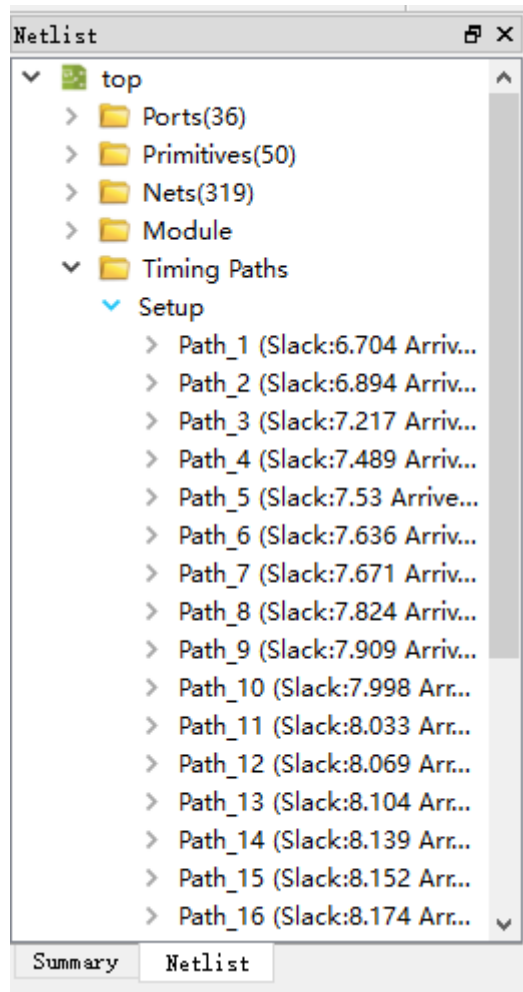 Netlist
top
Ports(36)
Primitives(50)
Nets(319)
Module
Timing Paths
Setup
Path_1 (Slack:6.704 Arriv...
Path_2 (Slack:6.894 Arriv...
Path_3 (Slack:7.217 Arriv...
Path_4 (Slack:7.489 Arriv...
Path_5 (Slack:7.53 Arrive...
Path_6 (Slack:7.636 Arriv...
Path_7 (Slack:7.671 Arriv...
Path_8 (Slack:7.824 Arriv...
Path_9 (Slack:7.909 Arriv...
Path_10 (Slack:7.998 Arr...
Path_11 (Slack:8.033 Arr...
Path_12 (Slack:8.069 Arr...
Path_13 (Slack:8.104 Arr...
Path_14 (Slack:8.139 Arr...
Path_15 (Slack:8.152 Arr...
Path_16 (Slack:8.174 Arr...
Summary Netlist